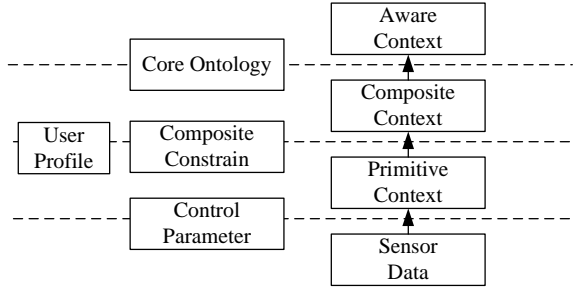 Aware
Context
Core Ontology
Composite
Context
User
Profile
Composite
Constrain
Primitive
Context
Control
Parameter
Sensor
Data